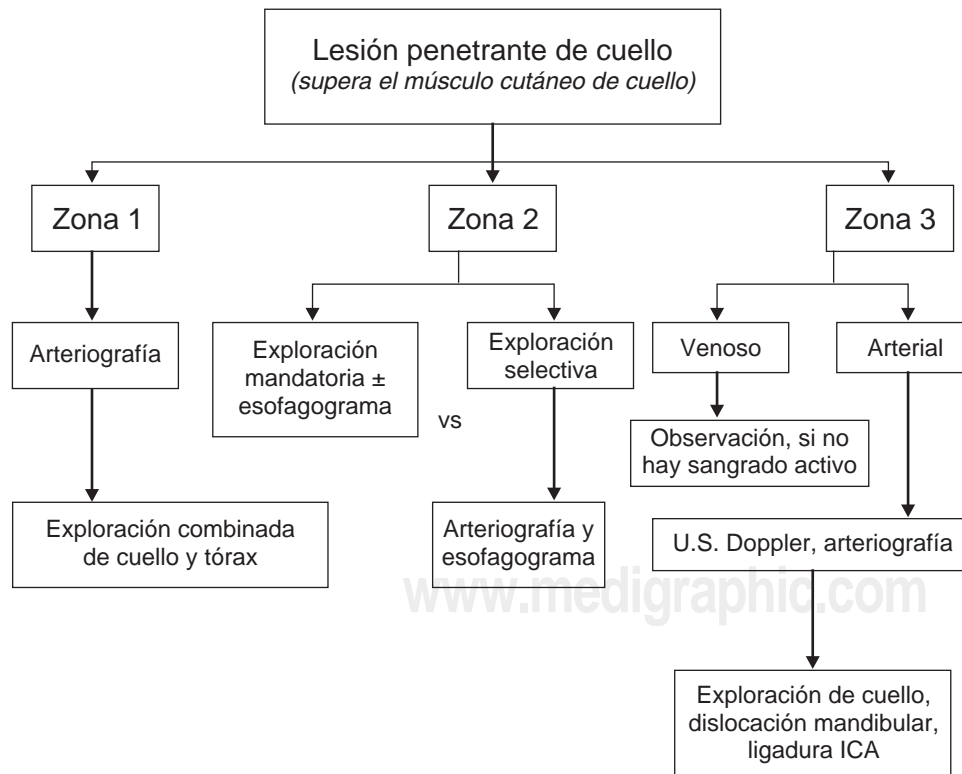 Lesión penetrante de cuello
(supera el músculo cutáneo de cuello)
Zona 1
Zona 2
Zona 3
Arteriografía
Exploración
mandatoria ±
esofagograma
vs
Exploración
selectiva
Venoso
Arterial
Observación, si no
hay sangrado activo
Exploración combinada
de cuello y tórax
Arteriografía y
esofagograma
U.S. Doppler, arteriografía
www.medigraphic.com
Exploración de cuello,
dislocación mandibular,
ligadura ICA